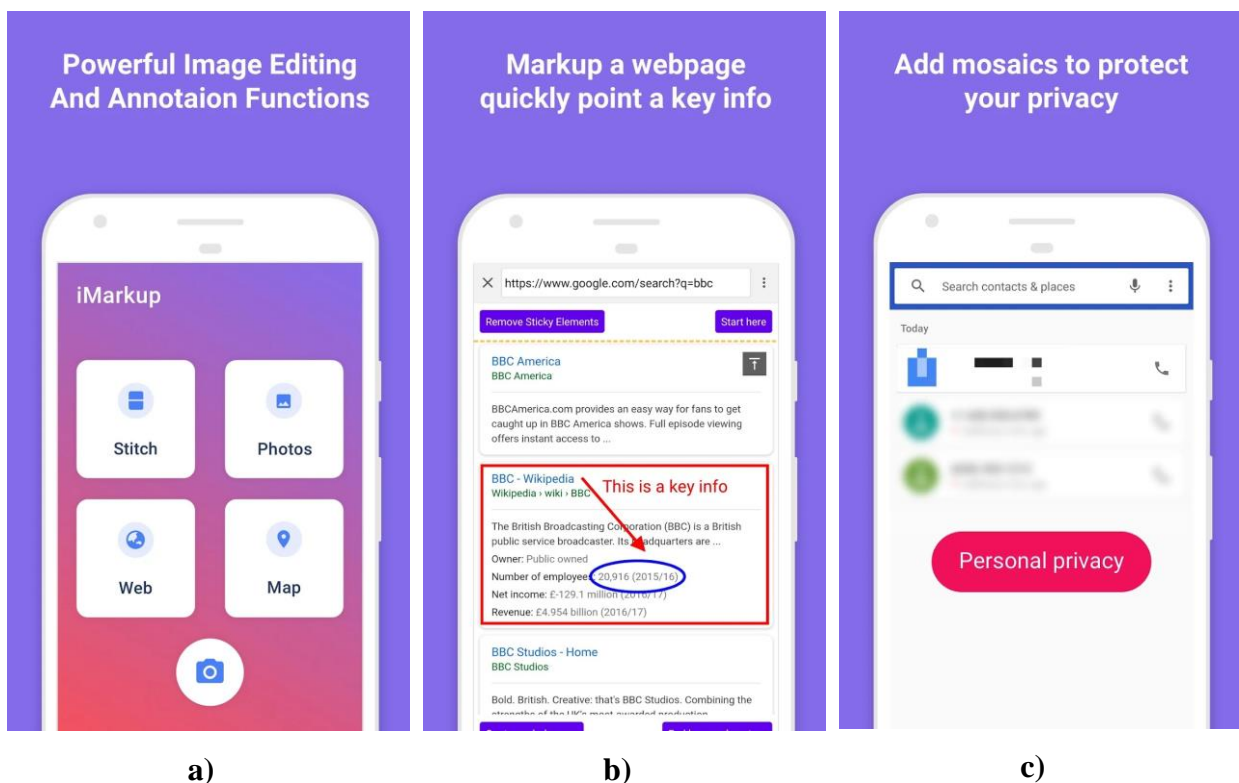 Powerful Image Editing
And Annotaion Functions
iMarkup
Stitch
Photos
Web
Map
a)
Markup a webpage
quickly point a key info
https://www.google.com/search?q=bbc
Remove Sticky Elements
Start here
BBC America
BBC America
BBCAmerica.com provides an easy way for fans to get
caught up in BBC America shows. Full episode viewing
offers instant access to ...
BBC - Wikipedia
Wikipedia › wiki › BBC
This is a key info
The British Broadcasting Corporation (BBC) is a British
public service broadcaster. Its headquarters are ...
Owner: Public owned
Number of employees: 20,916 (2015/16)
Net income: £-129.1 million (2016/17)
Revenue: £4.954 billion (2016/17)
BBC Studios - Home
BBC Studios
Bold. British. Creative: that's BBC Studios. Combining the
b)
Add mosaics to protect
your privacy
Search contacts & places
Today
Personal privacy
c)